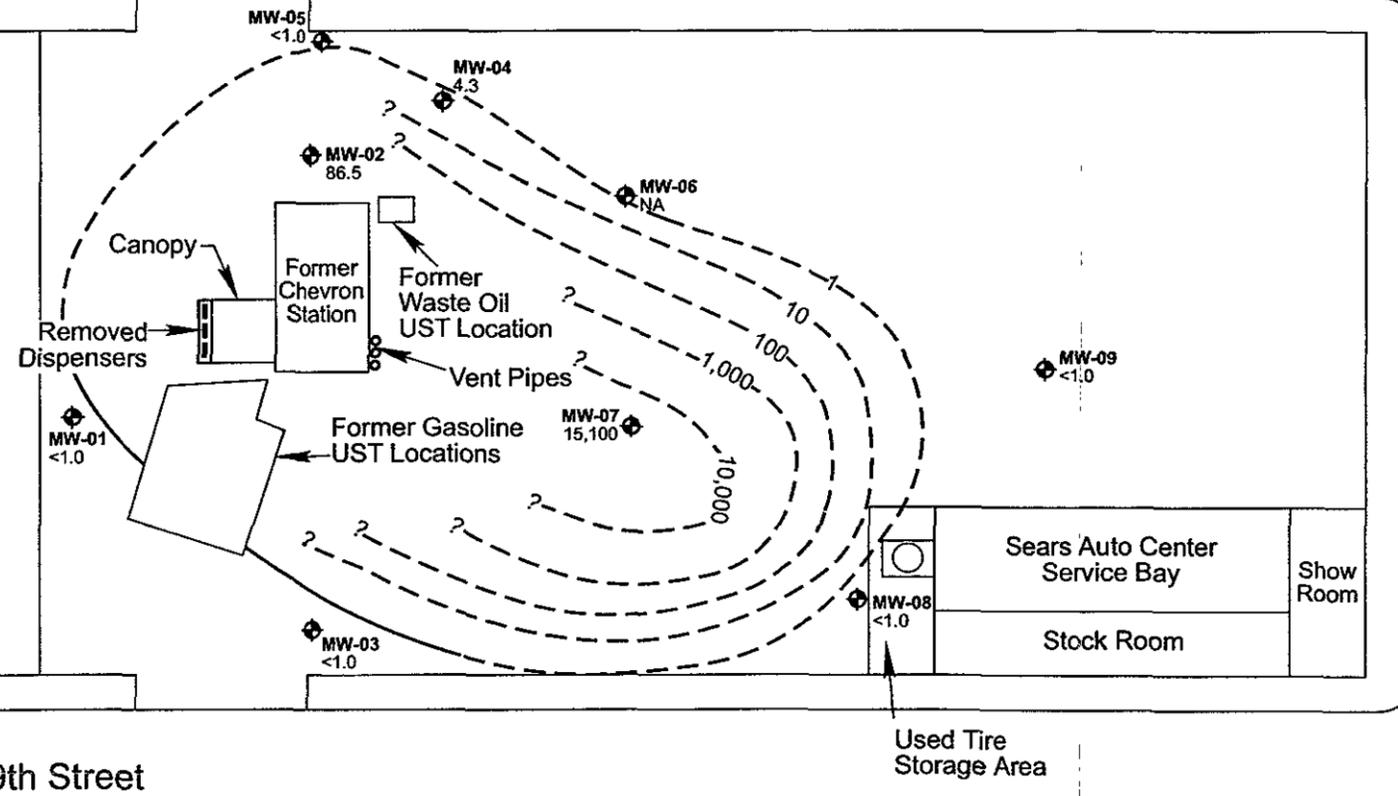 MW-05
<1.0
MW-04
4.3
?
?
MW-02
86.5
MW-06
NA
Canopy
Former
Chevron
Station
Former
Waste Oil
UST Location
?
1
10
100
1,000
Removed
Dispensers
?
Vent Pipes
MW-09
<1.0
MW-01
<1.0
Former Gasoline
UST Locations
MW-07
15,100
10,000
?
?
?
?
Sears Auto Center
Service Bay
Show
Room
MW-08
<1.0
Stock Room
MW-03
<1.0
Used Tire
Storage Area
9th Street